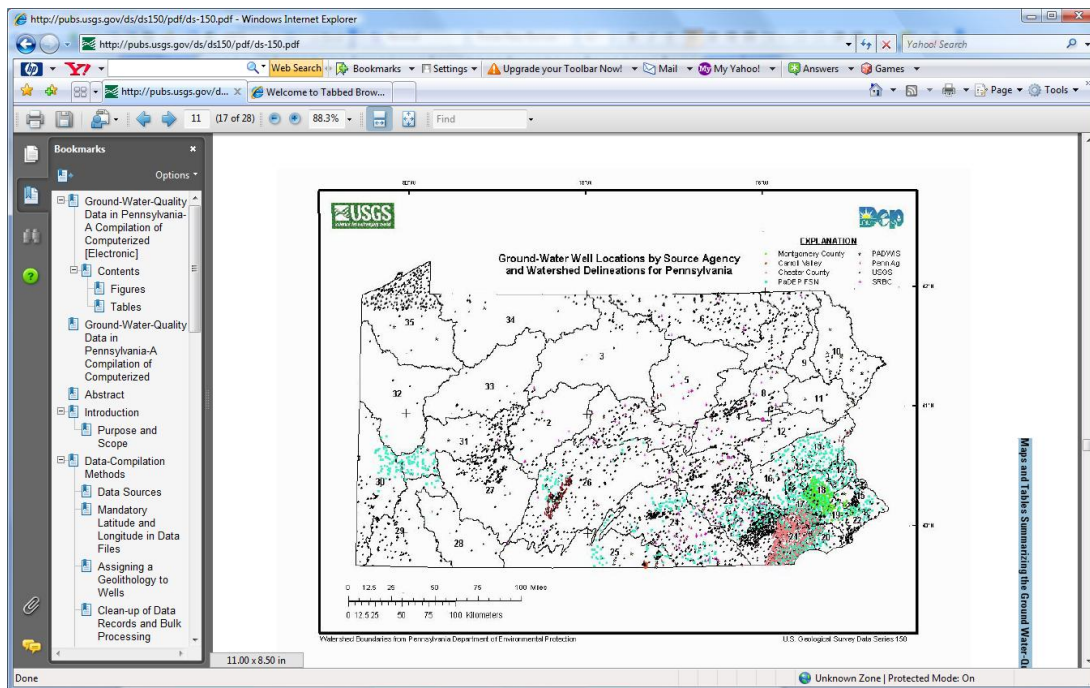 http://pubs.usgs.gov/ds/ds150/pdf/ds-150.pdf - Windows Internet Explorer
http://pubs.usgs.gov/ds/ds150/pdf/ds-150.pdf
Yahoo! Search
Web Search
Bookmarks
Settings
Upgrade your Toolbar Now!
Mail
My Yahoo!
Answers
Games
http://pubs.usgs.gov/d...
Welcome to Tabbed Brow...
Page
Tools
11 (17 of 28)
88.3%
Find
Bookmarks
Options
Ground-Water-Quality
Data in Pennsylvania-
A Compilation of
Computerized
[Electronic]
Contents
Figures
Tables
Ground-Water-Quality
Data in
Pennsylvania-A
Compilation of
Computerized
Abstract
Introduction
Purpose and
Scope
Data-Compilation
Methods
Data Sources
Mandatory
Latitude and
Longitude in Data
Files
Assigning a
Geolithology to
Wells
Clean-up of Data
Records and Bulk
Processing
USGS
Dep
Ground-Water Well Locations by Source Agency
and Watershed Delineations for Pennsylvania
EXPLANATION
Montgomery County
Carroll Valley
Chester County
PaDEP FSN
PADWIS
Penn Ag
USGS
SRBC
35
34
3
6
9
10
32
33
5
8
11
2
12
31
30
27
26
16
29
28
25
0 12.5 25 50 75 100 Miles
0 12.5 25 50 75 100 Kilometers
Watershed Boundaries from Pennsylvania Department of Environmental Protection
U.S. Geological Survey Data Series 150
Maps and Tables Summarizing the Ground Water-
11.00 x 8.50 in
Done
Unknown Zone | Protected Mode: On